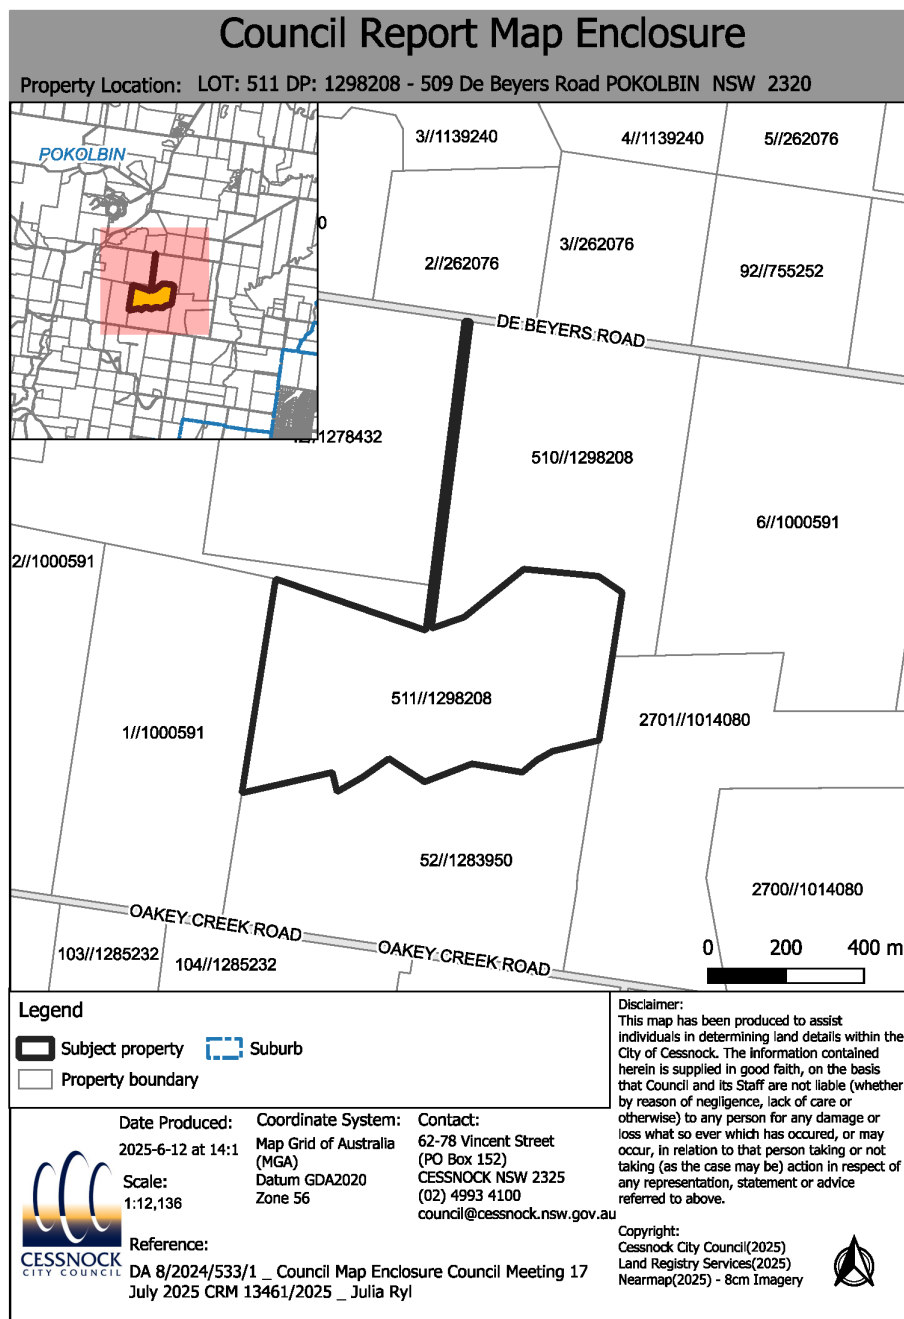 Council Report Map Enclosure
Property Location: LOT: 511 DP: 1298208 - 509 De Beyers Road POKOLBIN NSW 2320
POKOLBIN
3//1139240
4//1139240
5//262076
0
2//262076
3//262076
92//755252
DE BEYERS ROAD
1278432
510//1298208
6//1000591
2//1000591
511//1298208
1//1000591
2701//1014080
52//1283950
2700//1014080
OAKEY CREEK ROAD
OAKEY CREEK ROAD
103//1285232
104//1285232
0 200 400 m
Legend
Subject property
Suburb
Property boundary
Disclaimer:
This map has been produced to assist
individuals in determining land details within the
City of Cessnock. The information contained
herein is supplied in good faith, on the basis
that Council and its Staff are not liable (whether
by reason of negligence, lack of care or
otherwise) to any person for any damage or
loss what so ever which has occured, or may
occur, in relation to that person taking or not
taking (as the case may be) action in respect of
any representation, statement or advice
referred to above.
Copyright:
Cessnock City Council(2025)
Land Registry Services(2025)
Nearmap(2025) - 8cm Imagery
CESSNOCK
CITY COUNCIL
Date Produced:
2025-6-12 at 14:1
Scale:
1:12,136
Coordinate System:
Map Grid of Australia
(MGA)
Datum GDA2020
Zone 56
Contact:
62-78 Vincent Street
(PO Box 152)
CESSNOCK NSW 2325
(02) 4993 4100
council@cessnock.nsw.gov.au
Reference:
DA 8/2024/533/1 _ Council Map Enclosure Council Meeting 17
July 2025 CRM 13461/2025 _ Julia Ryl